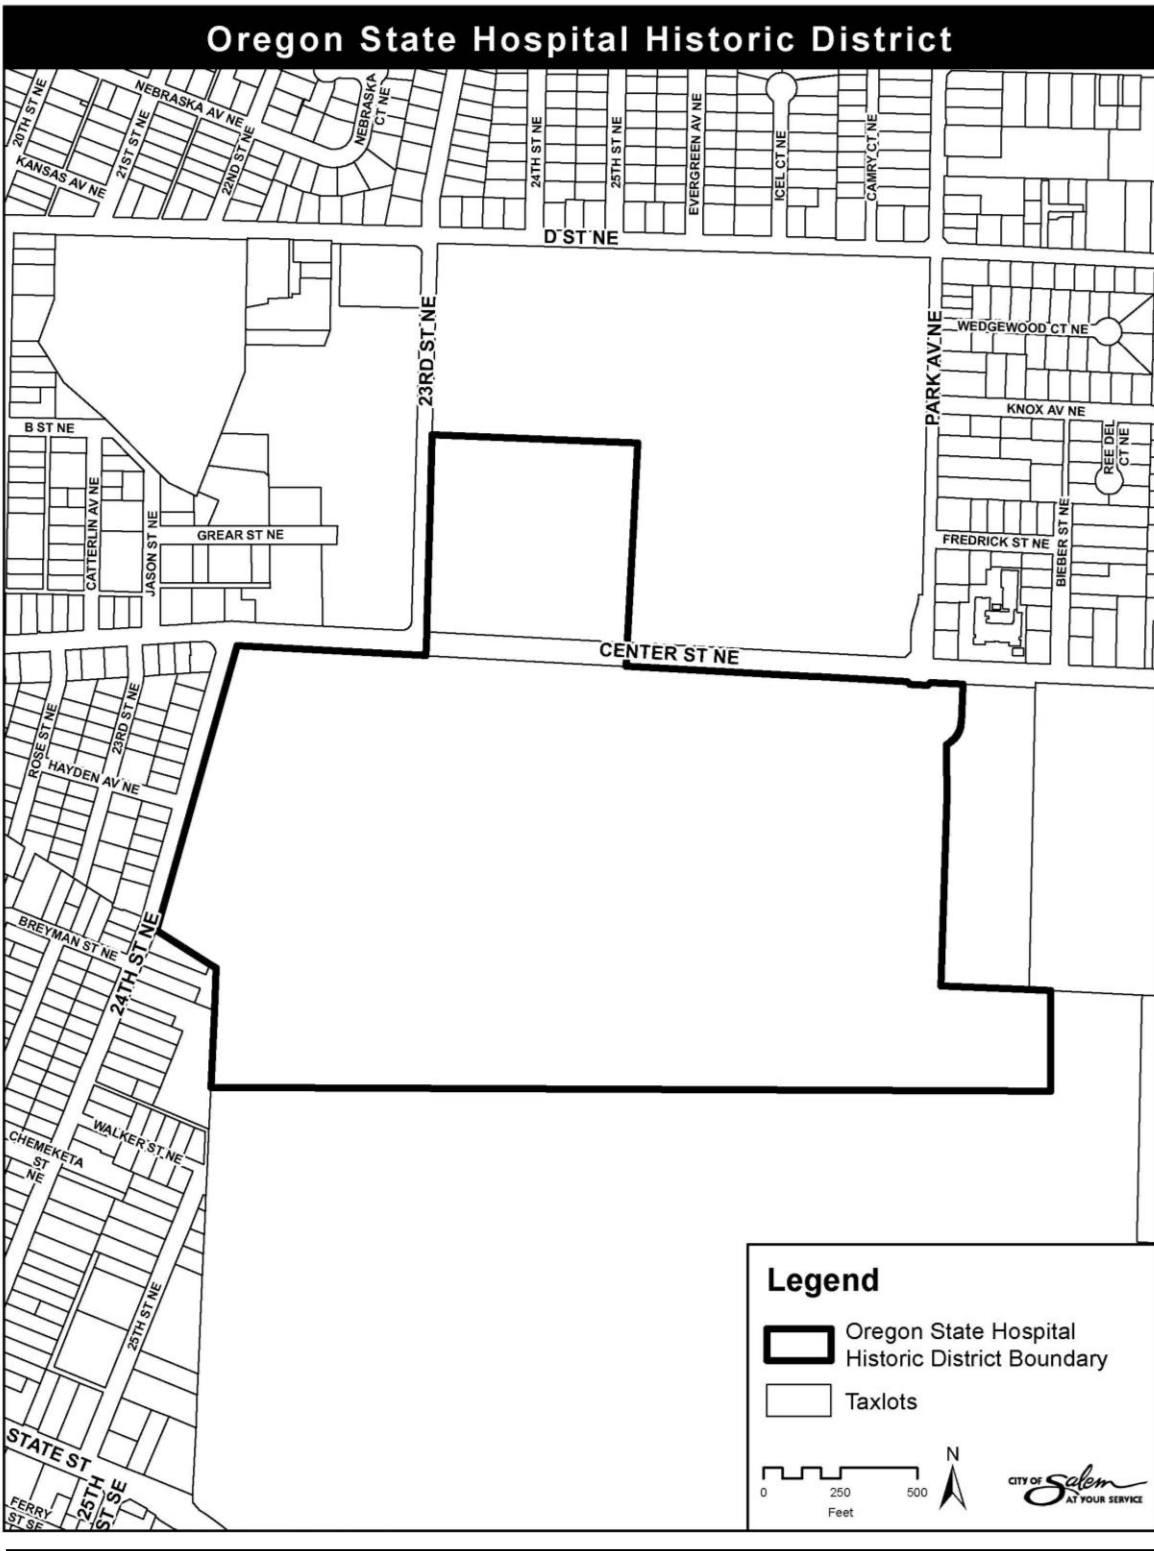 Oregon State Hospital Historic District
20TH ST NE
NEBRASKA AV NE
21ST ST NE
22ND ST NE
KANSAS AV NE
NEBRASKA
CT NE
24TH ST NE
25TH ST NE
EVERGREEN AV NE
ICEL CT NE
CAMRY CT NE
D ST NE
23RD ST NE
PARK AV NE
WEDGEWOOD CT NE
KNOX AV NE
REE DEL
CT NE
B ST NE
CATTERLIN AV NE
JASON ST NE
GREAR ST NE
FREDRICK ST NE
BIEBER ST NE
CENTER ST NE
ROSE ST NE
23RD ST NE
HAYDEN AV NE
BREYMAN ST NE
24TH ST NE
WALKER ST NE
CHEMEKETA
ST
NE
25TH ST NE
STATE ST
25TH
ST SE
FERRY
ST SE
Legend
Oregon State Hospital
Historic District Boundary
Taxlots
0 250 500
Feet
N
CITY OF Salem
AT YOUR SERVICE